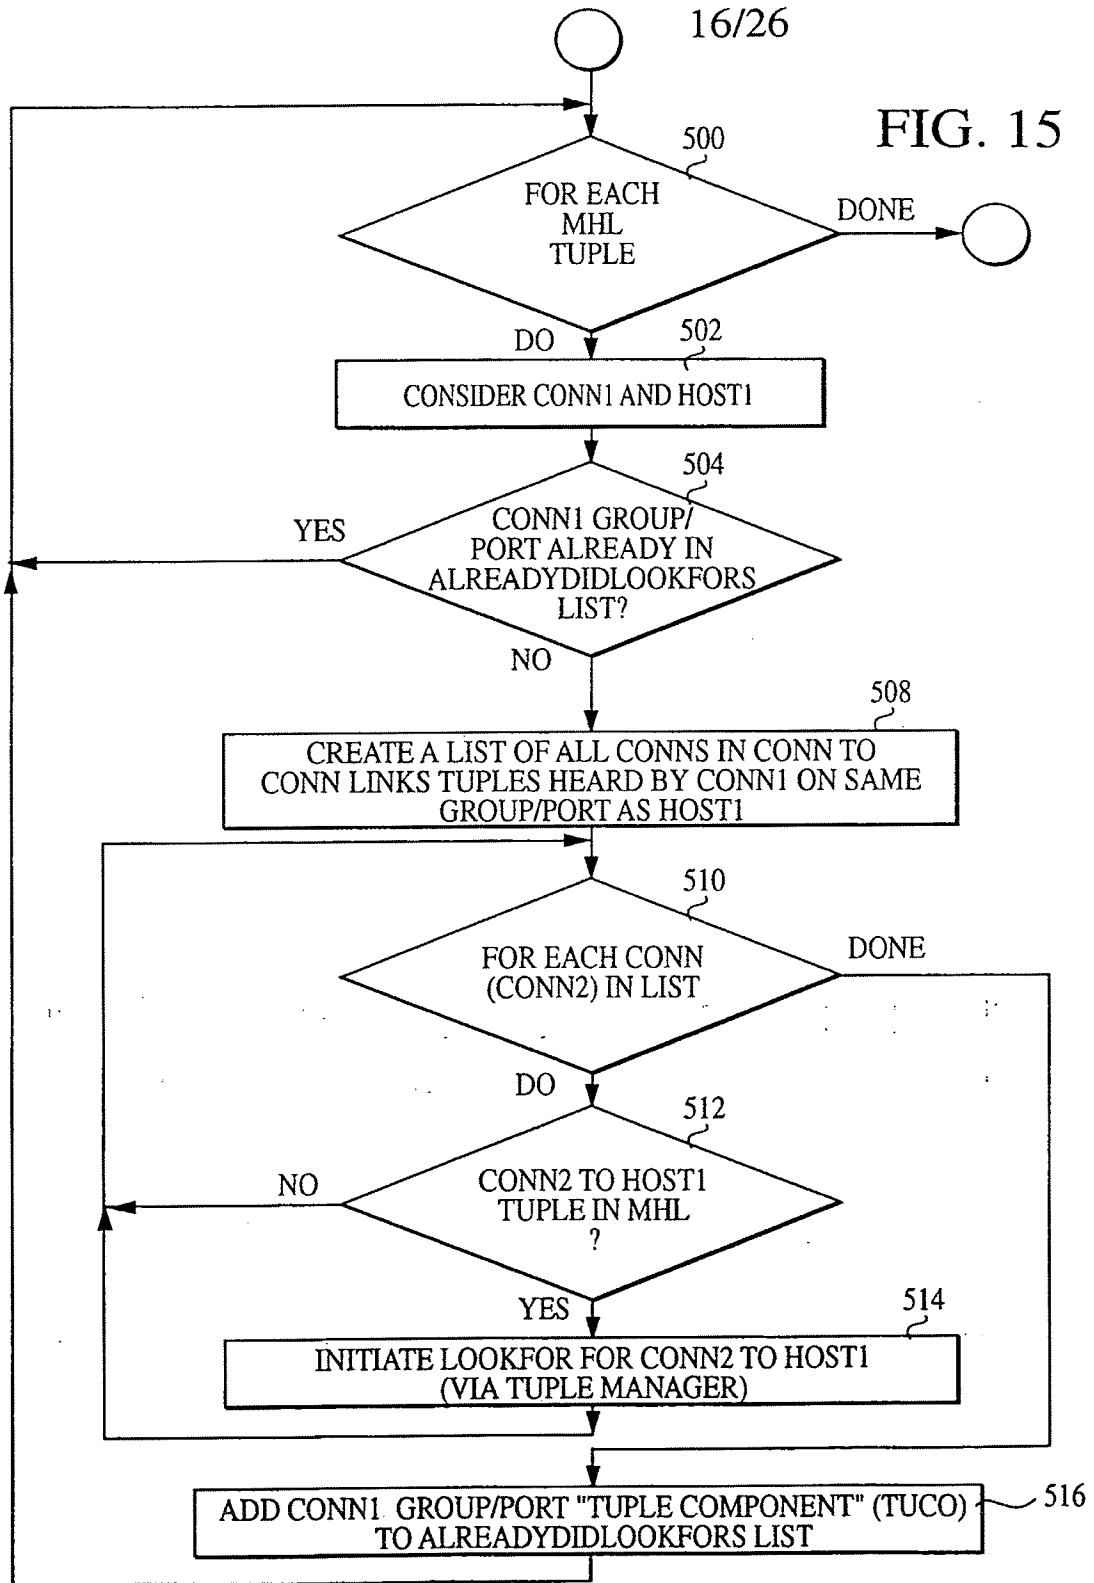 16/26
FIG. 15
500
FOR EACH
MHL
TUPLE
DONE
DO
502
CONSIDER CONN1 AND HOST1
504
CONN1 GROUP/
PORT ALREADY IN
ALREADYDIDLOOKFORS
LIST?
YES
NO
508
CREATE A LIST OF ALL CONNS IN CONN TO
CONN LINKS TUPLES HEARD BY CONN1 ON SAME
GROUP/PORT AS HOST1
510
FOR EACH CONN
(CONN2) IN LIST
DONE
DO
512
CONN2 TO HOST1
TUPLE IN MHL
?
NO
YES
514
INITIATE LOOKFOR FOR CONN2 TO HOST1
(VIA TUPLE MANAGER)
ADD CONN1 GROUP/PORT "TUPLE COMPONENT" (TUCO)
TO ALREADYDIDLOOKFORS LIST
516